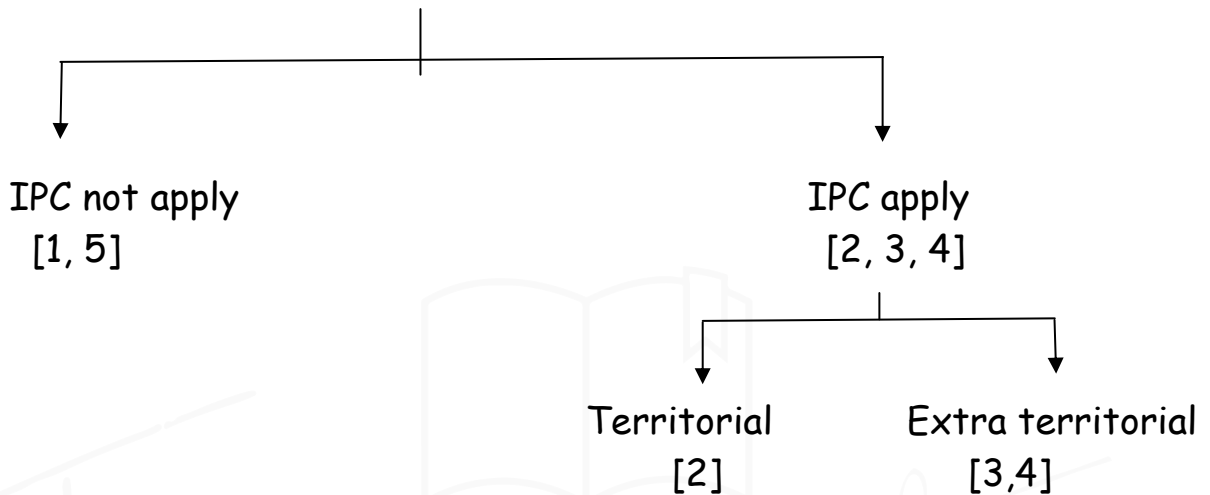 IPC not apply
[1, 5]
IPC apply
[2, 3, 4]
Territorial
[2]
Extra territorial
[3,4]